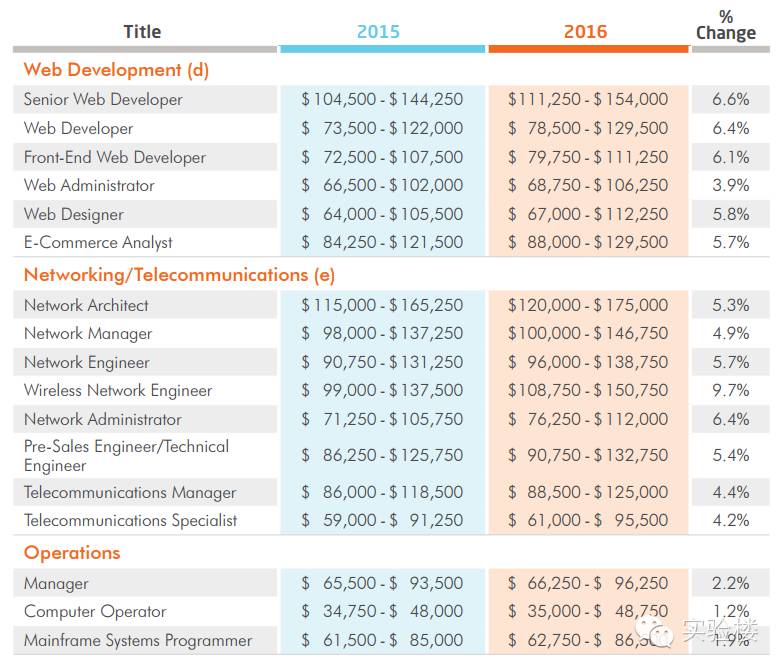 Title 2015 2016 % Change
Web Development (d)
Senior Web Developer $104,500 - $144,250 $111,250 - $154,000 6.6%
Web Developer $ 73,500 - $122,000 $ 78,500 - $129,500 6.4%
Front-End Web Developer $ 72,500 - $107,500 $ 79,750 - $111,250 6.1%
Web Administrator $ 66,500 - $102,000 $ 68,750 - $106,250 3.9%
Web Designer $ 64,000 - $105,500 $ 67,000 - $112,250 5.8%
E-Commerce Analyst $ 84,250 - $121,500 $ 88,000 - $129,500 5.7%
Networking/Telecommunications (e)
Network Architect $115,000 - $165,250 $120,000 - $175,000 5.3%
Network Manager $ 98,000 - $137,250 $100,000 - $146,750 4.9%
Network Engineer $ 90,750 - $131,250 $ 96,000 - $138,750 5.7%
Wireless Network Engineer $ 99,000 - $137,500 $108,750 - $150,750 9.7%
Network Administrator $ 71,250 - $105,750 $ 76,250 - $112,000 6.4%
Pre-Sales Engineer/Technical
Engineer $ 86,250 - $125,750 $ 90,750 - $132,750 5.4%
Telecommunications Manager $ 86,000 - $118,500 $ 88,500 - $125,000 4.4%
Telecommunications Specialist $ 59,000 - $ 91,250 $ 61,000 - $ 95,500 4.2%
Operations
Manager $ 65,500 - $ 93,500 $ 66,250 - $ 96,250 2.2%
Computer Operator $ 34,750 - $ 48,000 $ 35,000 - $ 48,750 1.2%
Mainframe Systems Programmer $ 61,500 - $ 85,000 $ 62,750 - 1.9%
实验楼